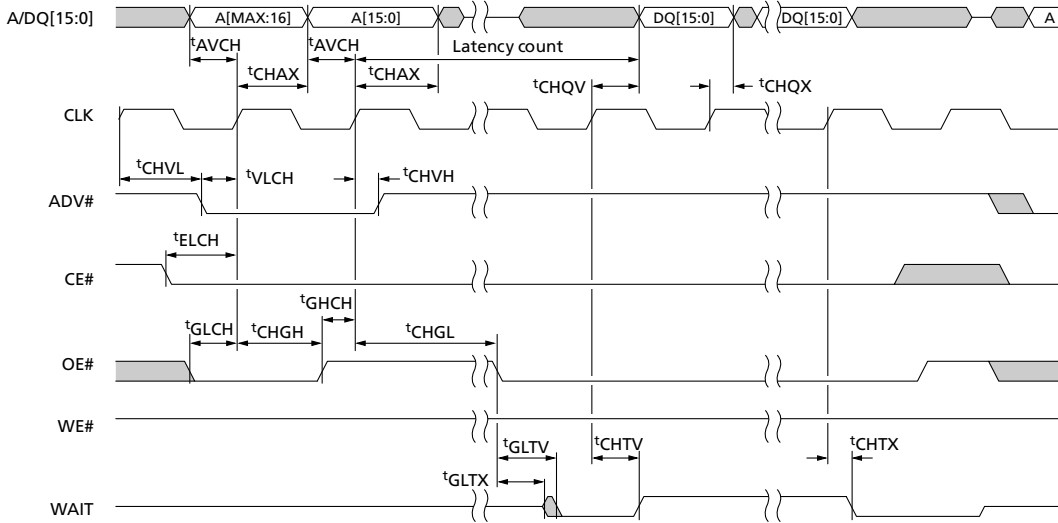 A/DQ[15:0]
A[MAX:16]
A[15:0]
DQ[15:0]
DQ[15:0]
A
tAVCH
tAVCH
Latency count
tCHAX
tCHAX
tCHQV
tCHQX
CLK
tCHVL
tVLCH
tCHVH
ADV#
tELCH
CE#
tGHCH
tGLCH
tCHGH
tCHGL
OE#
WE#
tGLTV
tCHTV
tCHTX
tGLTX
WAIT